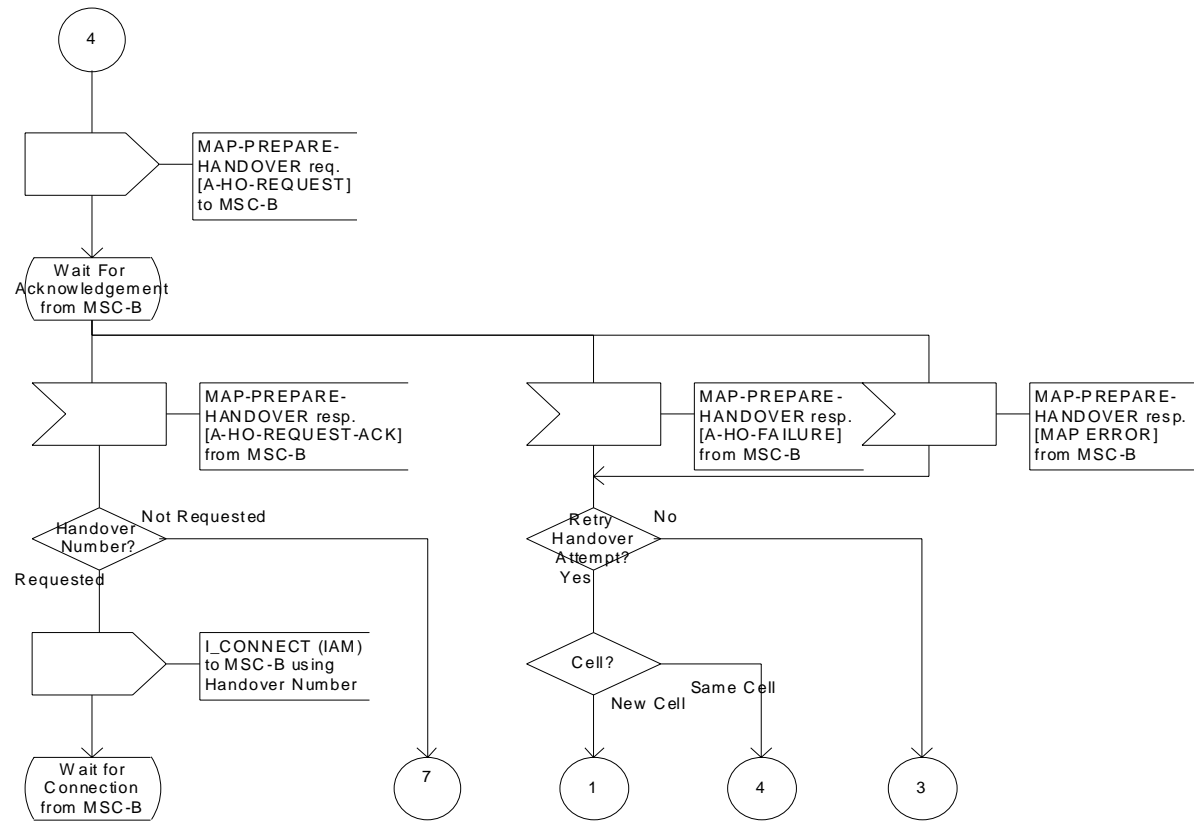 4
MAP-PREPARE-
HANDOVER req.
[A-HO-REQUEST]
to MSC-B
Wait For
Acknowledgement
from MSC-B
MAP-PREPARE-
HANDOVER resp.
[A-HO-REQUEST-ACK]
from MSC-B
MAP-PREPARE-
HANDOVER resp.
[A-HO-FAILURE]
from MSC-B
MAP-PREPARE-
HANDOVER resp.
[MAP ERROR]
from MSC-B
Handover
Number?
Not Requested
Requested
Retry
Handover
Attempt?
No
Yes
I_CONNECT (IAM)
to MSC-B using
Handover Number
Cell?
Same Cell
New Cell
Wait for
Connection
from MSC-B
7
1
4
3